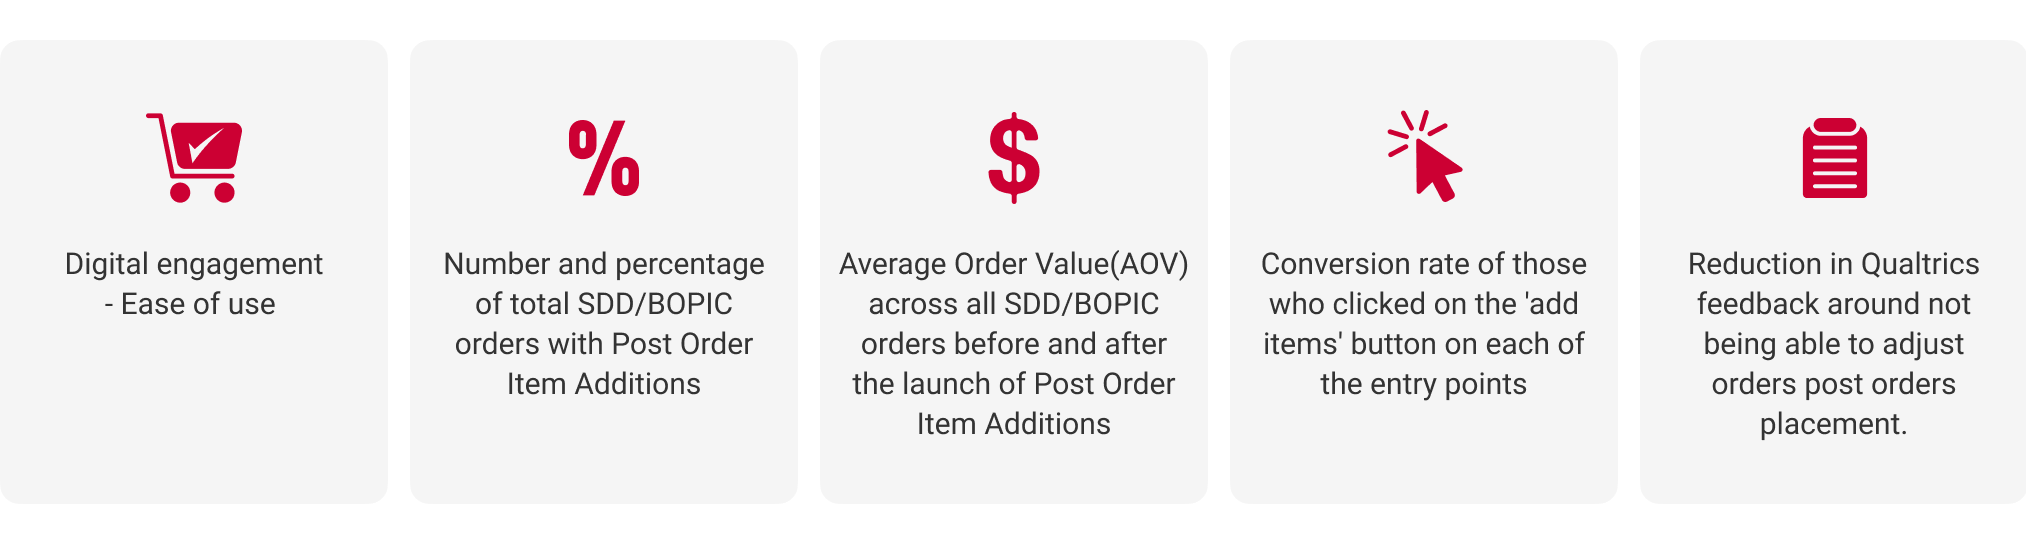 Digital engagement
- Ease of use
Number and percentage
of total SDD/BOPIC
orders with Post Order
Item Additions
Average Order Value(AOV)
across all SDD/BOPIC
orders before and after
the launch of Post Order
Item Additions
Conversion rate of those
who clicked on the 'add
items' button on each of
the entry points
Reduction in Qualtrics
feedback around not
being able to adjust
orders post orders
placement.